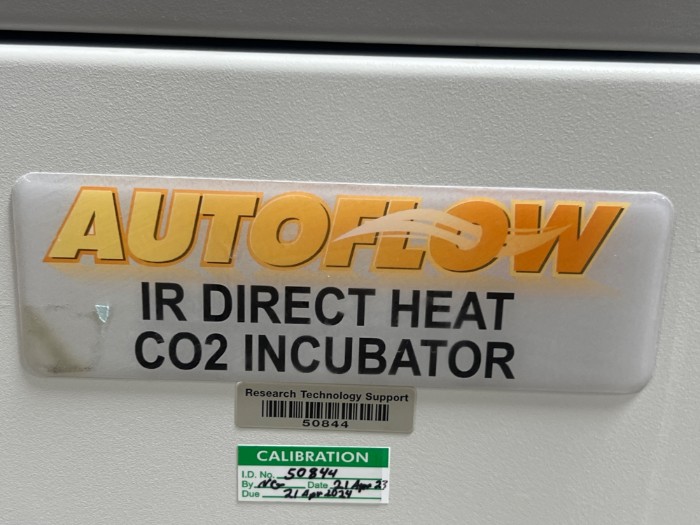 AUTOFLOW
IR DIRECT HEAT
CO2 INCUBATOR
Research Technology Support
50844
CALIBRATION
I.D. No. 50844
By Date 21 Apr 23
Due 21 Apr 2024